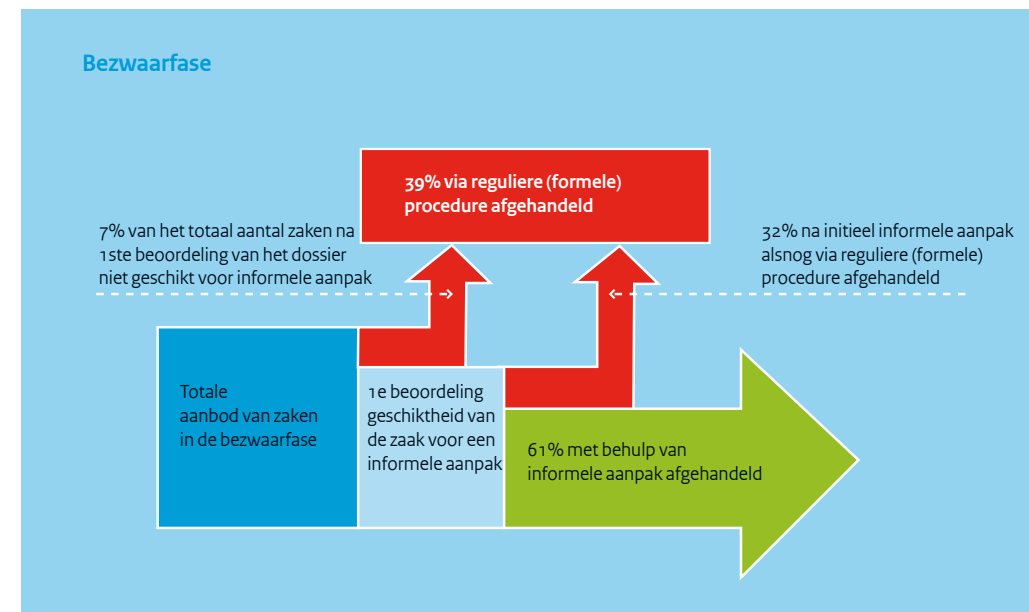 Bezwaarfase
39% via reguliere (formele)
procedure afgehandeld
7% van het totaal aantal zaken na
1ste beoordeling van het dossier
niet geschikt voor informele aanpak
32% na initieel informele aanpak
alsnog via reguliere (formele)
procedure afgehandeld
Totale
aanbod van zaken
in de bezwaarfase
1e beoordeling
geschiktheid van
de zaak voor een
informele aanpak
61% met behulp van
informele aanpak afgehandeld